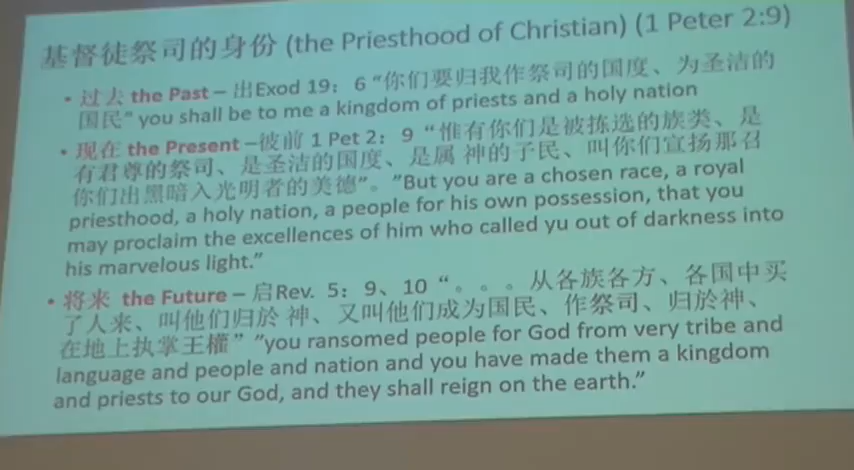 基督徒祭司的身份 (the Priesthood of Christian) (1 Peter 2:9)
• 过去 the Past – 出Exod 19：6 “你们要归我作祭司的国度、为圣洁的
国民” you shall be to me a kingdom of priests and a holy nation
• 现在 the Present –彼前 1 Pet 2：9 “惟有你们是被拣选的族类、是
有君尊的祭司、是圣洁的国度、是属 神的子民、叫你们宣扬那召
你们出黑暗入光明者的美德”。“But you are a chosen race, a royal
priesthood, a holy nation, a people for his own possession, that you
may proclaim the excellences of him who called yu out of darkness into
his marvelous light.”
• 将来 the Future – 启Rev. 5：9、10 “。。。从各族各方、各国中买
了人来、叫他们归於 神、又叫他们成为国民、作祭司、归於神、
在地上执掌王權” “you ransomed people for God from very tribe and
language and people and nation and you have made them a kingdom
and priests to our God, and they shall reign on the earth.”